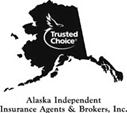 Trusted
Choice®
Alaska Independent
Insurance Agents & Brokers, Inc.